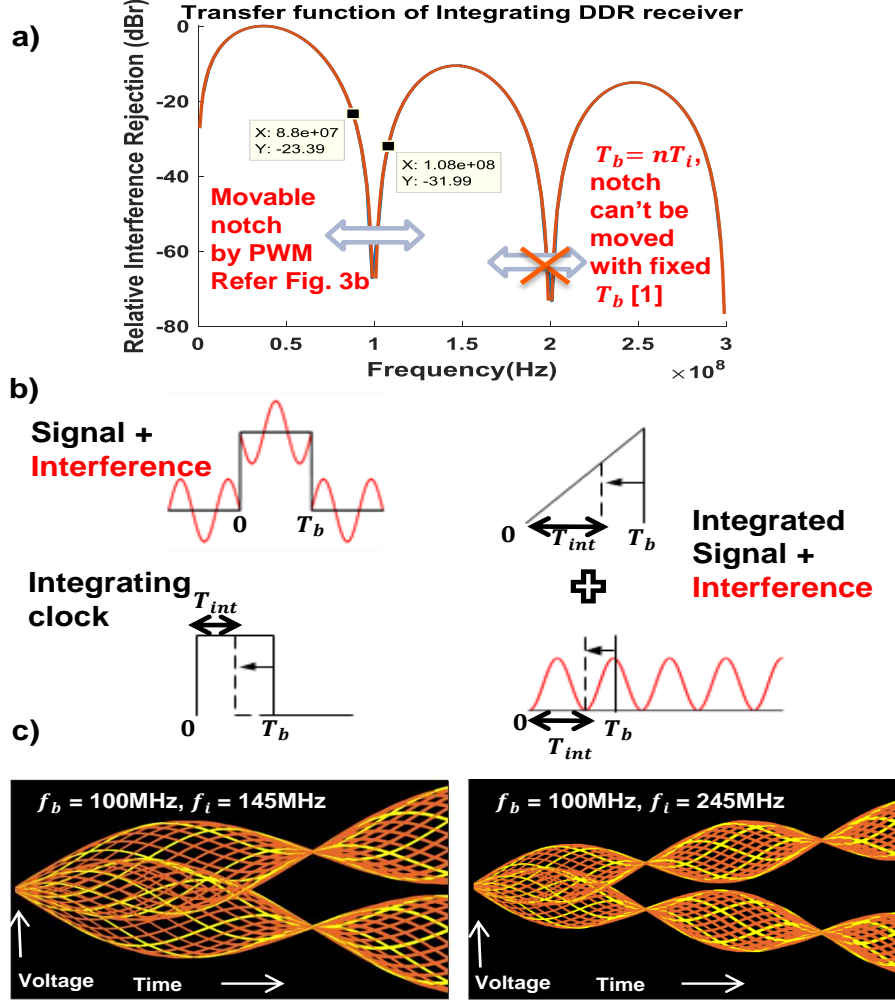 Transfer function of Integrating DDR receiver
a)
Relative Interference Rejection (dBr)
0
-20
-40
-60
-80
X: 8.8e+07
Y: -23.39
X: 1.08e+08
Y: -31.99
Movable
notch
by PWM
Refer Fig. 3b
T_b = nT_i,
notch
can't be
moved
with fixed
T_b [1]
0 0.5 1 1.5 2 2.5 3
Frequency(Hz)
×10^8
b)
Signal +
Interference
0 T_b
0 T_int T_b
Integrated
Signal +
Interference
Integrating
clock
T_int
0 T_b
0 T_int T_b
c)
f_b = 100MHz, f_i = 145MHz
Voltage Time
f_b = 100MHz, f_i = 245MHz
Voltage Time